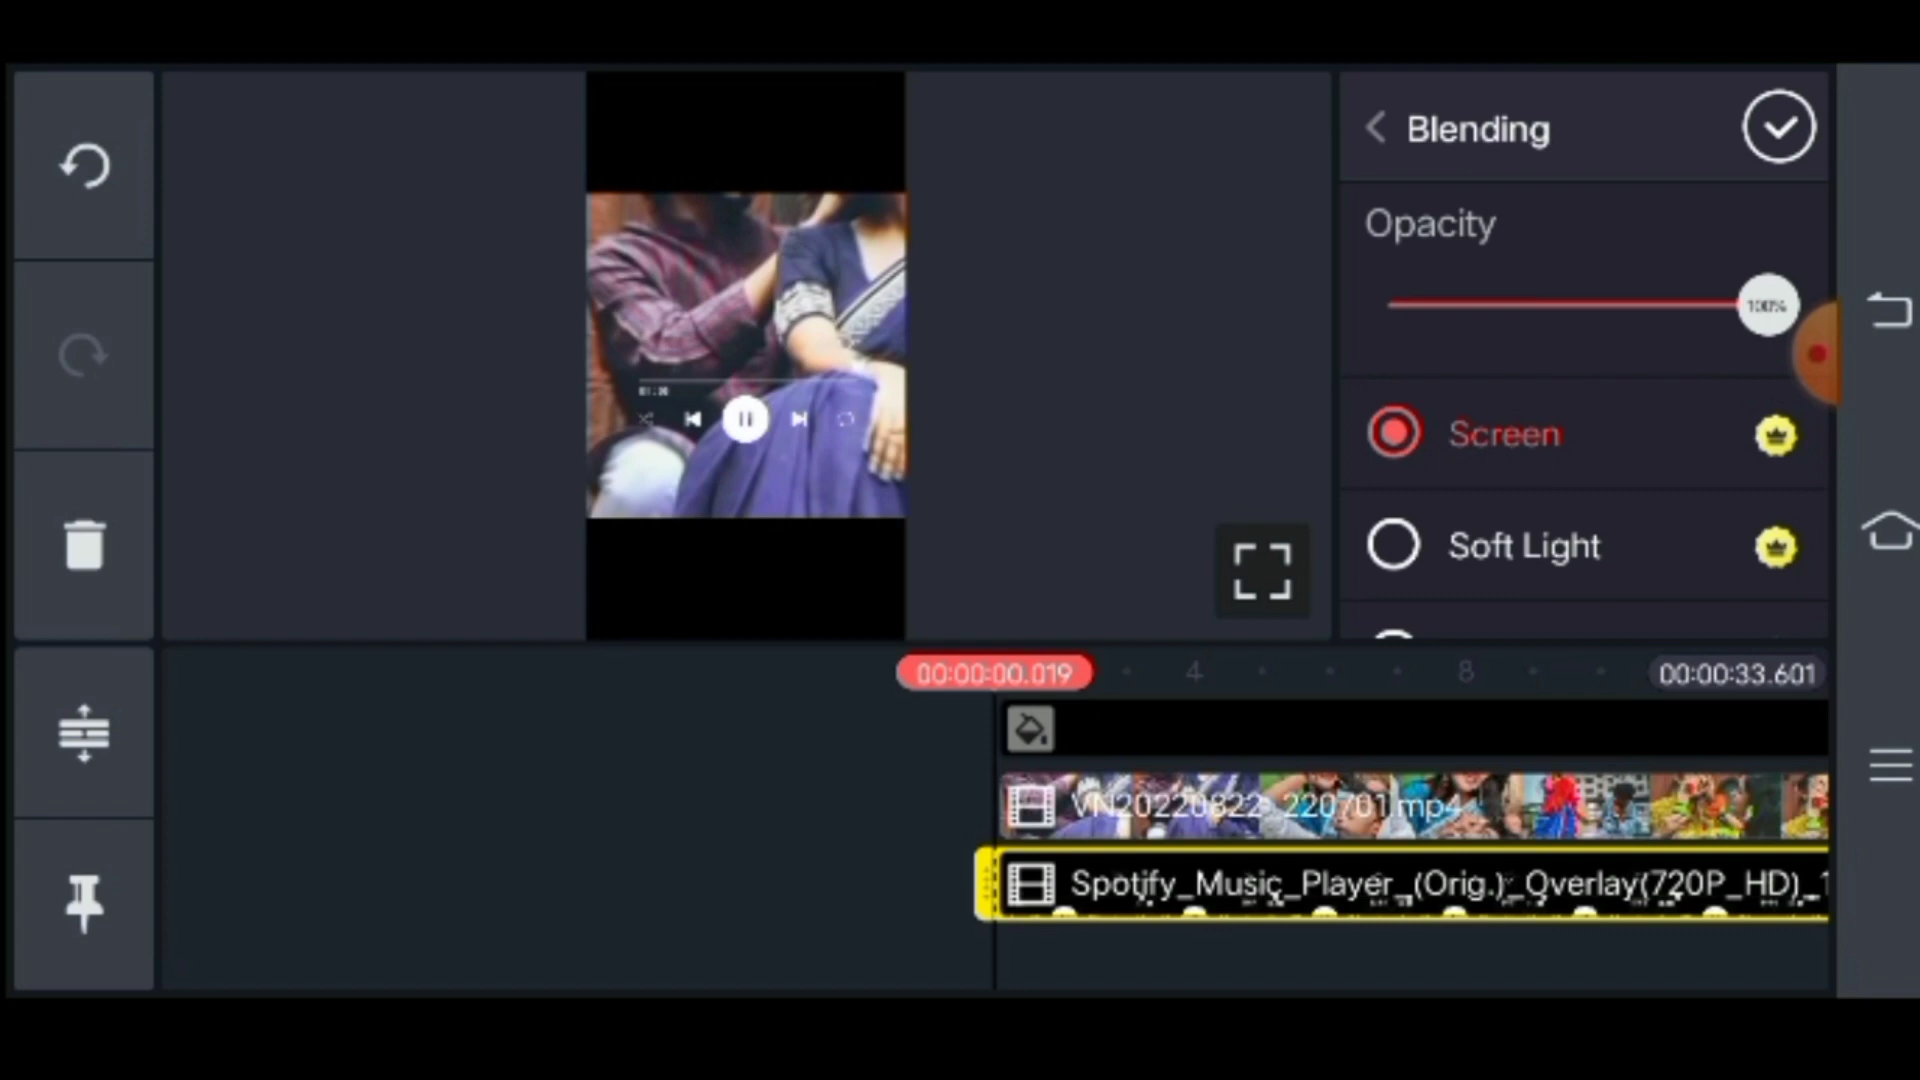 Blending
Opacity
100%
Screen
Soft Light
00:00:00.019
4
8
00:00:33.601
VN20220822_220701.mp4
Spotify_Music_Player_(Orig.)_Overlay(720P_HD)_1